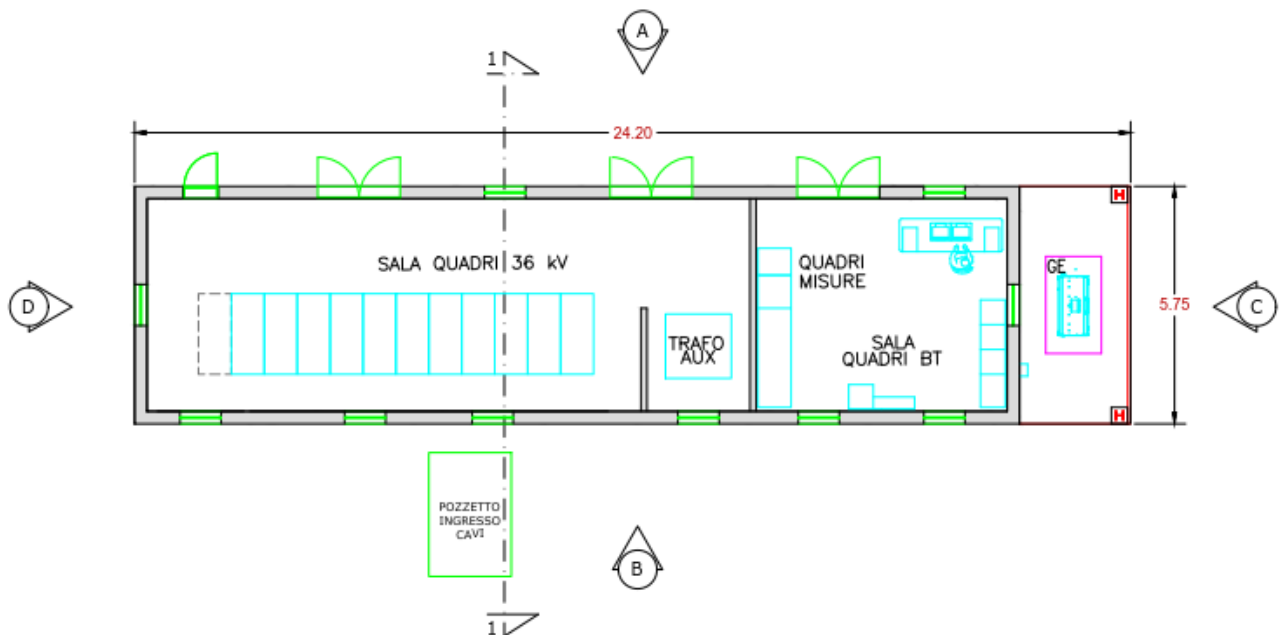 A
1
24.20
SALA QUADRI 36 kV
QUADRI
MISURE
GE
D
C
5.75
TRAFO
AUX
SALA
QUADRI BT
POZZETTO
INGRESSO
CAVI
B
1
H
H